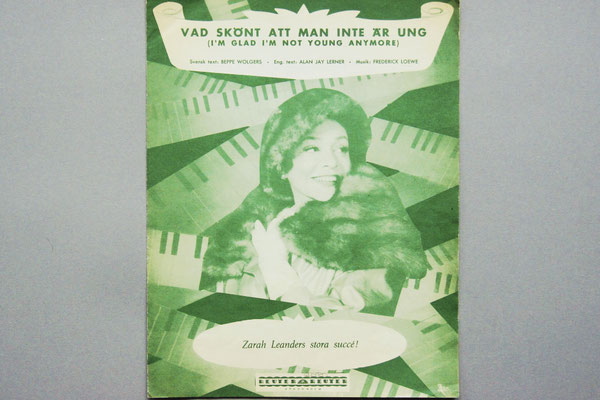 VAD SKÖNT ATT MAN INTE ÄR UNG
(I'M GLAD I'M NOT YOUNG ANYMORE)
Svensk text: BEPPE WOLGERS • Eng. text: ALAN JAY LERNER • Musik: FREDERICK LOEWE
Zarah Leanders stora succé!
REUTER & REUTER